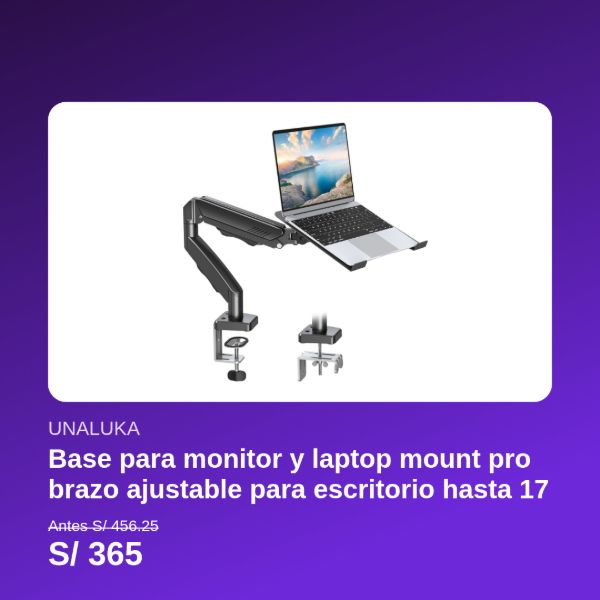 UNALUKA
Base para monitor y laptop mount pro
brazo ajustable para escritorio hasta 17
Antes S/ 456.25
S/ 365